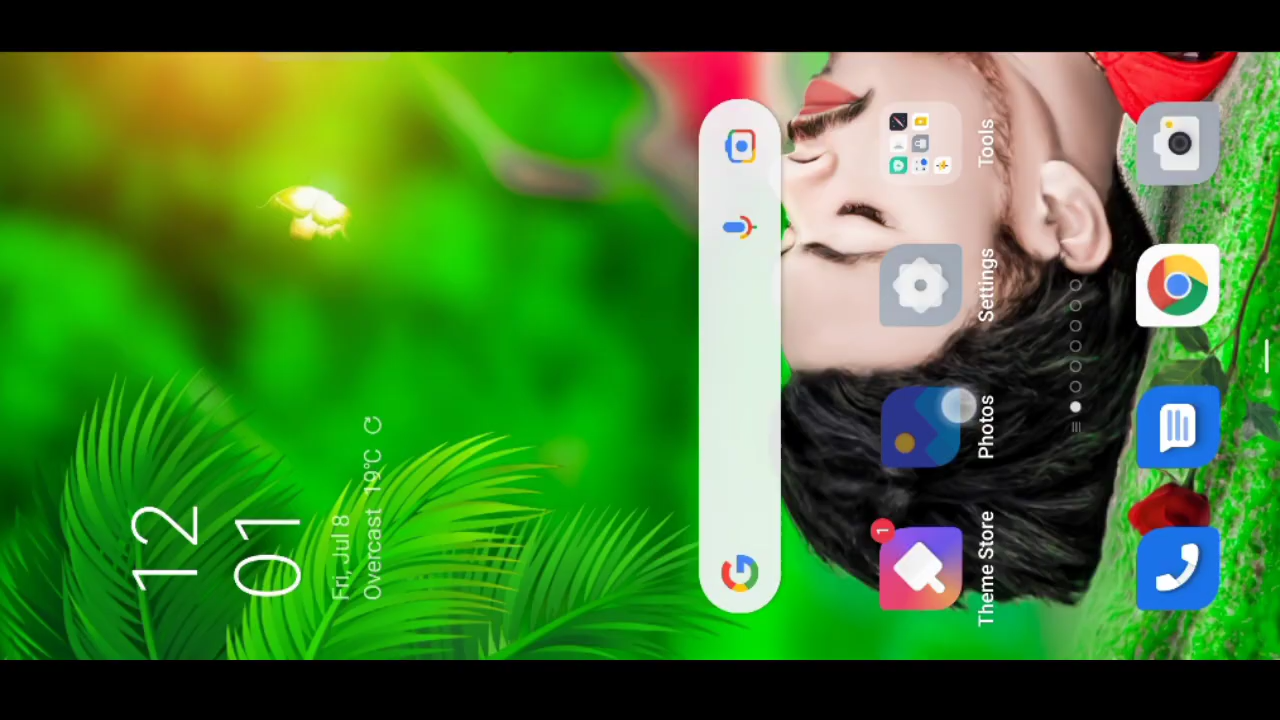 12
01
Fri, Jul 8
Overcast 19°C
1
Theme Store
Photos
Settings
Tools